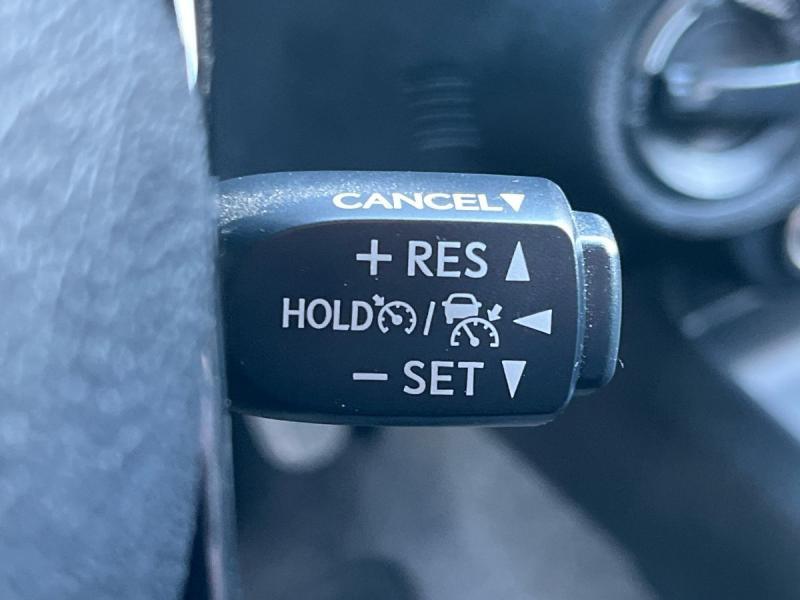 CANCEL▼
+ RES ▲
HOLD / ◀
− SET ▼